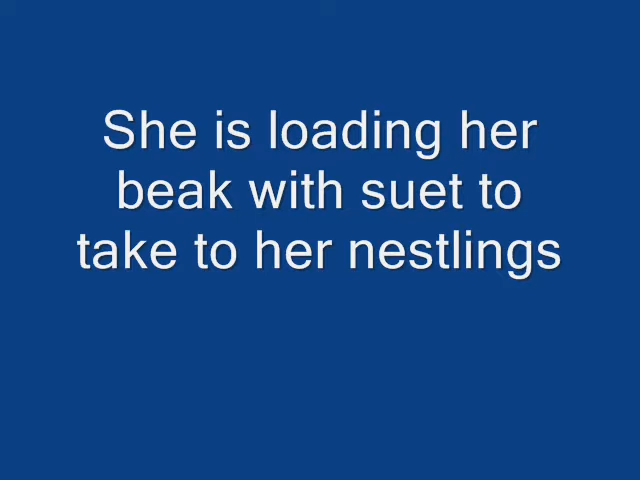 She is loading her
beak with suet to
take to her nestlings